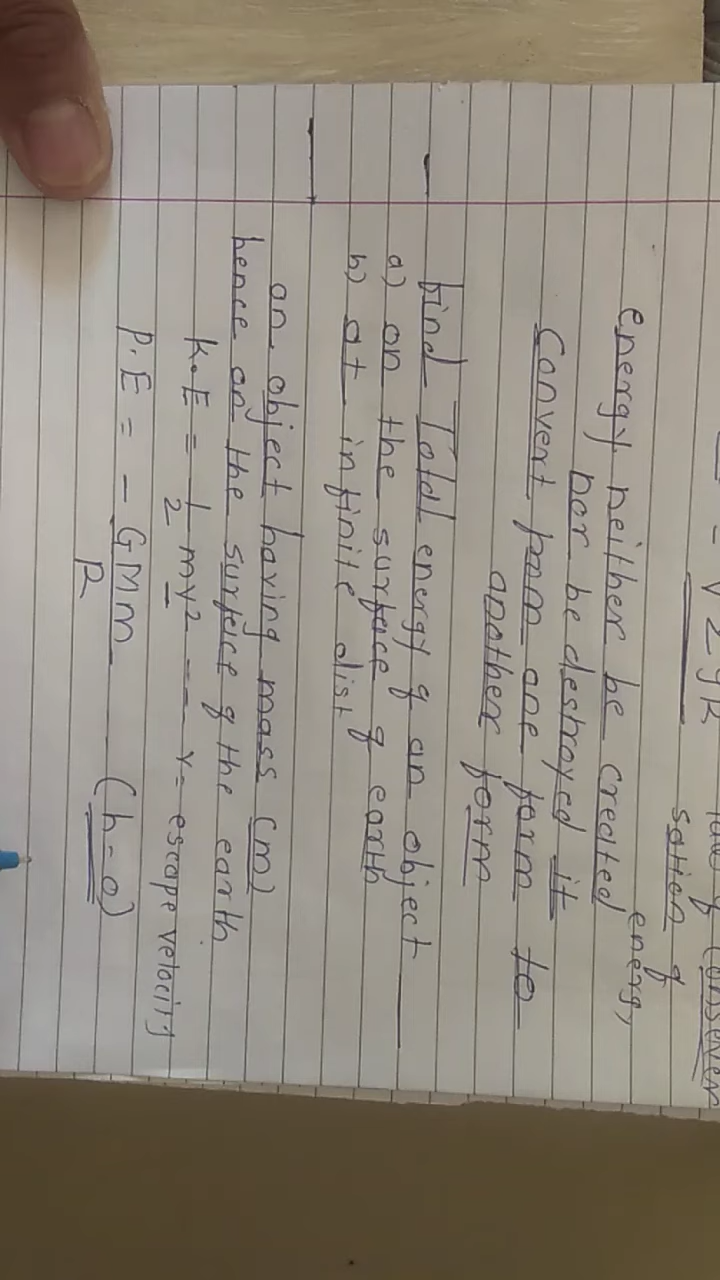 = √2gR law of Conserven
sation of
energy,
energy neither be created
nor be destroyed it
Convert from one form to
another form
find Total energy of an object
a) on the surface of earth
b) at infinite dist
an object having mass (m)
hence on the surface of the earth
K.E = 1/2 mv² -- v = escape velocity
P.E = - GMm/R (h=0)